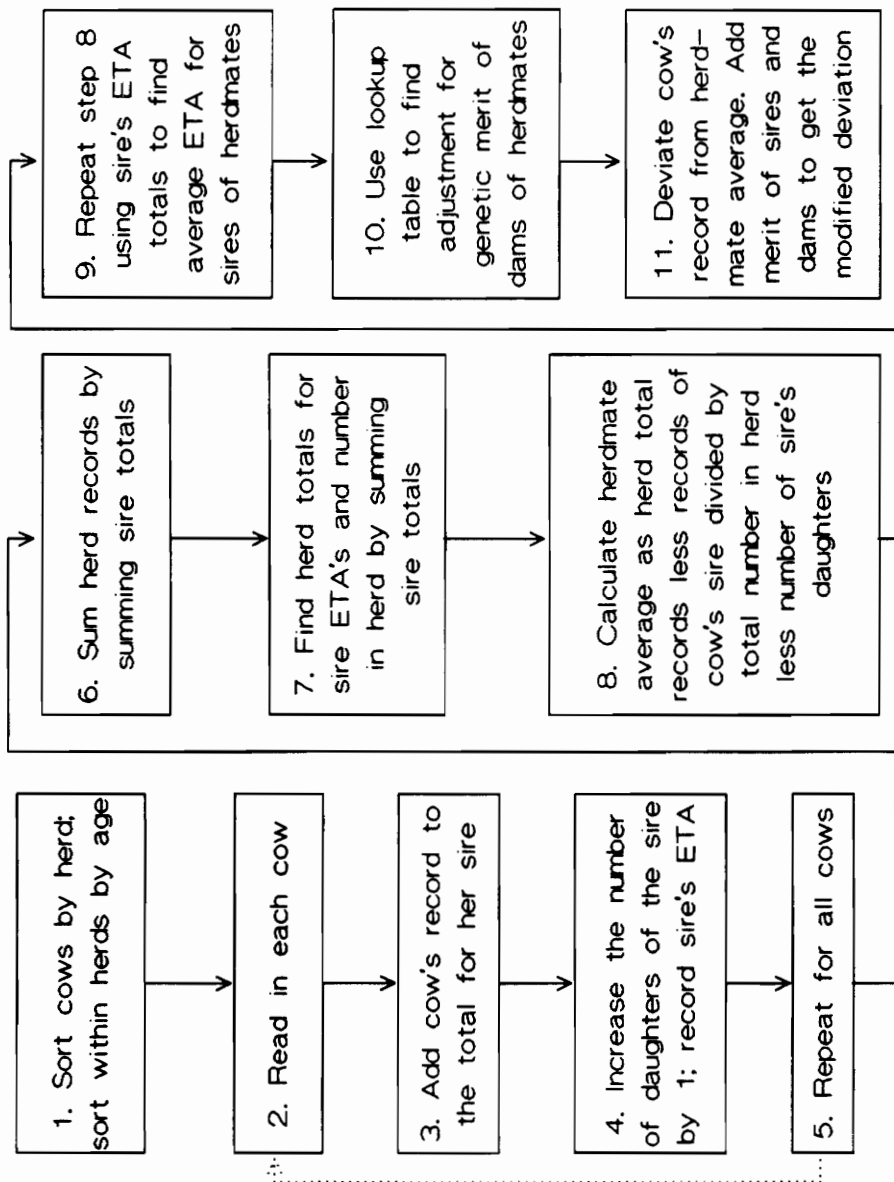 1. Sort cows by herd;
sort within herds by age
2. Read in each cow
3. Add cow's record to
the total for her sire
4. Increase the number
of daughters of the sire
by 1; record sire's ETA
5. Repeat for all cows
6. Sum herd records by
summing sire totals
7. Find herd totals for
sire ETA's and number
in herd by summing
sire totals
8. Calculate herdmate
average as herd total
records less records of
cow's sire divided by
total number in herd
less number of sire's
daughters
9. Repeat step 8
using sire's ETA
totals to find
average ETA for
sires of herdmates
10. Use lookup
table to find
adjustment for
genetic merit of
dams of herdmates
11. Deviate cow's
record from herd-
mate average. Add
merit of sires and
dams to get the
modified deviation